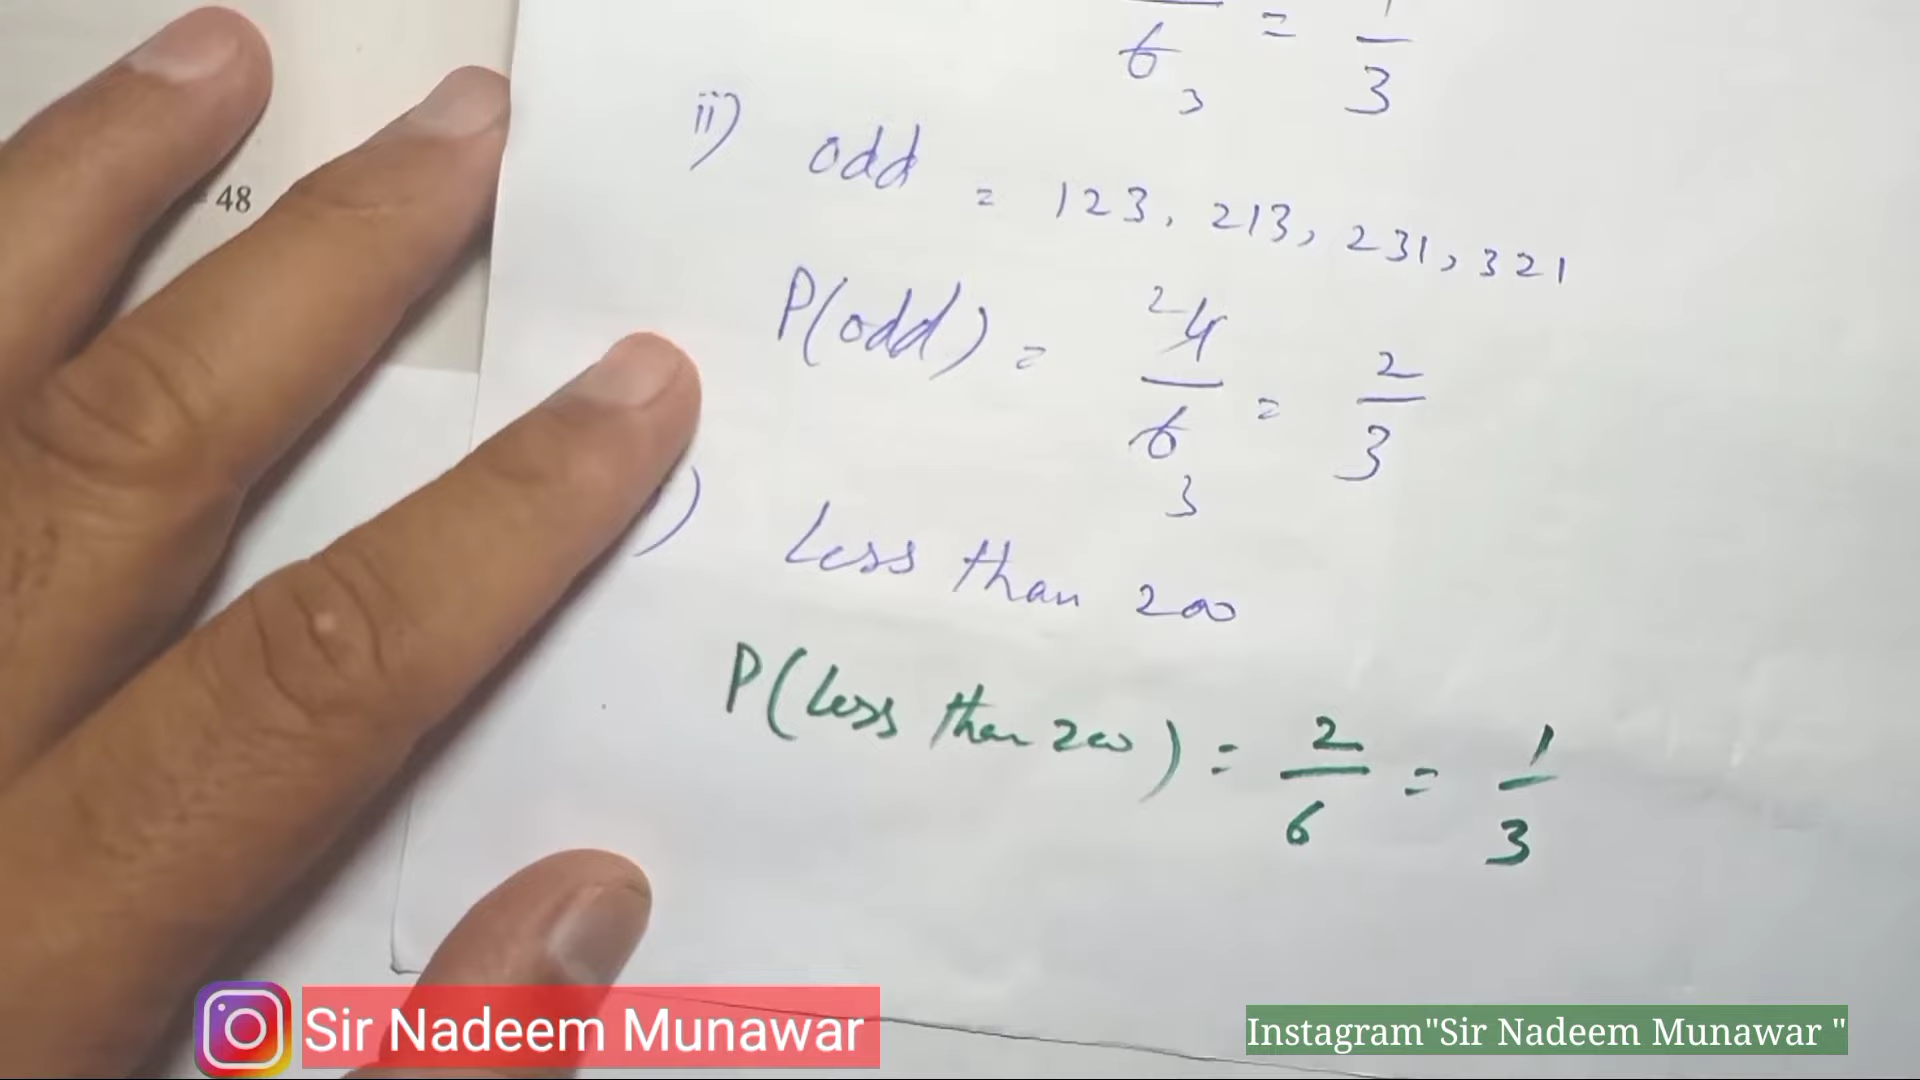 6 3 = 1/3
48
ii) odd = 123, 213, 231, 321
P(odd) = 2 4/6 3 = 2/3
) Less than 200
P(Less than 200) = 2/6 = 1/3
Sir Nadeem Munawar
Instagram"Sir Nadeem Munawar "